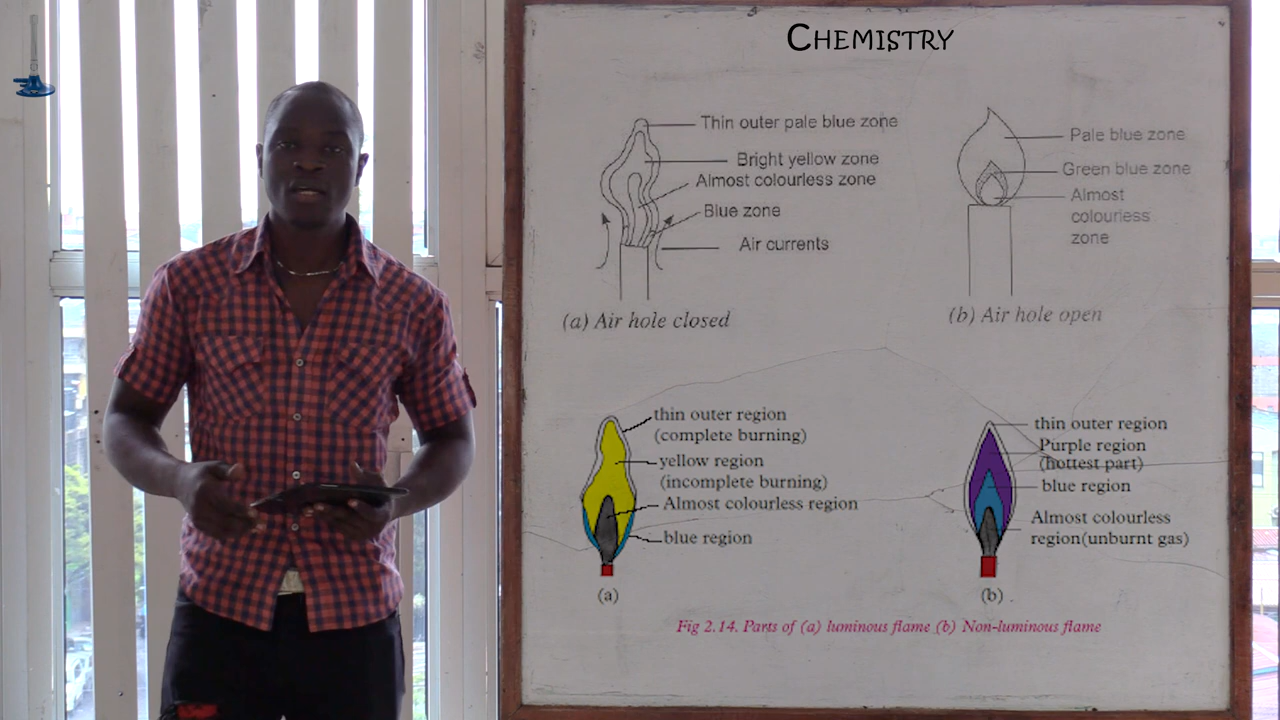 CHEMISTRY
Thin outer pale blue zone
Bright yellow zone
Almost colourless zone
Blue zone
Air currents
(a) Air hole closed
Pale blue zone
Green blue zone
Almost
colourless
zone
(b) Air hole open
thin outer region
(complete burning)
yellow region
(incomplete burning)
Almost colourless region
blue region
(a)
thin outer region
Purple region
(hottest part)
blue region
Almost colourless
region(unburnt gas)
(b)
Fig 2.14. Parts of (a) luminous flame (b) Non-luminous flame